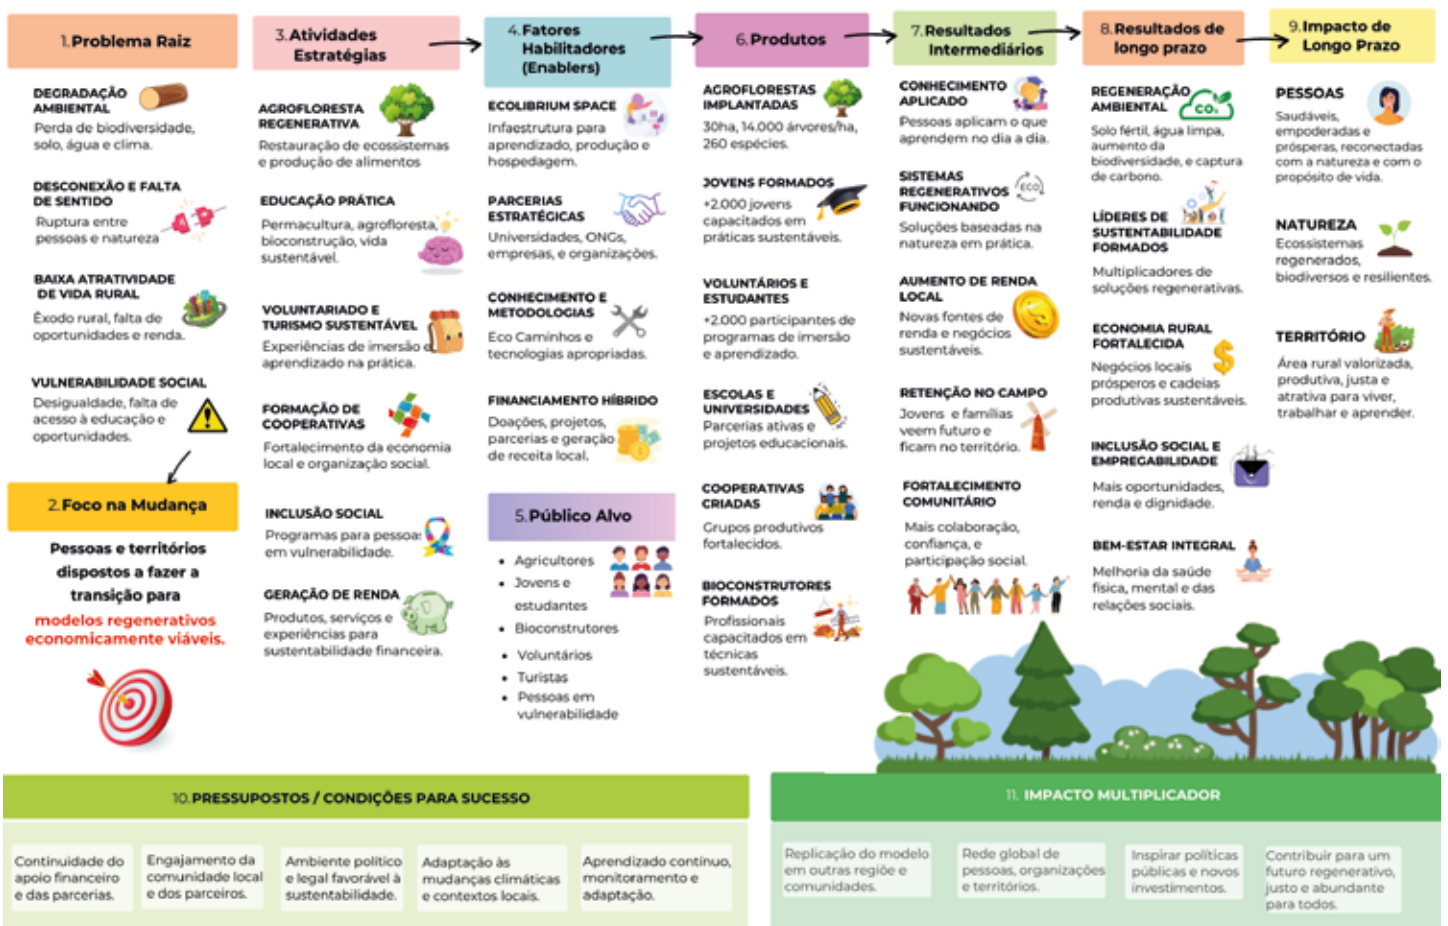 1.Problema Raiz
DEGRADAÇÃO
AMBIENTAL
Perda de biodiversidade,
solo, água e clima.
DESCONEXÃO E FALTA
DE SENTIDO
Ruptura entre
pessoas e natureza
BAIXA ATRATIVIDADE
DE VIDA RURAL
Êxodo rural, falta de
oportunidades e renda.
VULNERABILIDADE SOCIAL
Desigualdade, falta de
acesso à educação e
oportunidades.
2.Foco na Mudança
Pessoas e territórios
dispostos a fazer a
transição para
modelos regenerativos
economicamente viáveis.
3.Atividades
Estratégias
AGROFLORESTA
REGENERATIVA
Restauração de ecossistemas
e produção de alimentos
EDUCAÇÃO PRÁTICA
Permacultura, agrofloresta,
bioconstrução, vida
sustentável.
VOLUNTARIADO E
TURISMO SUSTENTÁVEL
Experiências de imersão e
aprendizado na prática.
FORMAÇÃO DE
COOPERATIVAS
Fortalecimento da economia
local e organização social.
INCLUSÃO SOCIAL
Programas para pessoas
em vulnerabilidade.
GERAÇÃO DE RENDA
Produtos, serviços e
experiências para
sustentabilidade financeira.
4.Fatores
Habilitadores
(Enablers)
ECOLIBRIUM SPACE
Infaestrutura para
aprendizado, produção e
hospedagem.
PARCERIAS
ESTRATÉGICAS
Universidades, ONGs,
empresas, e organizações.
CONHECIMENTO E
METODOLOGIAS
Eco Caminhos e
tecnologias apropriadas.
FINANCIAMENTO HÍBRIDO
Doações, projetos,
parcerias e geração
de receita local.
5.Público Alvo
• Agricultores
• Jovens e
estudantes
• Bioconstrutores
• Voluntários
• Turistas
• Pessoas em
vulnerabilidade
6.Produtos
AGROFLORESTAS
IMPLANTADAS
30ha, 14.000 árvores/ha,
260 espécies.
JOVENS FORMADOS
+2.000 jovens
capacitados em
práticas sustentáveis.
VOLUNTÁRIOS E
ESTUDANTES
+2.000 participantes de
programas de imersão
e aprendizado.
ESCOLAS E
UNIVERSIDADES
Parcerias ativas e
projetos educacionais.
COOPERATIVAS
CRIADAS
Grupos produtivos
fortalecidos.
BIOCONSTRUTORES
FORMADOS
Profissionais
capacitados em
técnicas
sustentáveis.
7.Resultados
Intermediários
CONHECIMENTO
APLICADO
Pessoas aplicam o que
aprendem no dia a dia.
SISTEMAS
REGENERATIVOS
FUNCIONANDO
ECO
Soluções baseadas na
natureza em prática.
AUMENTO DE RENDA
LOCAL
Novas fontes de
renda e negócios
sustentáveis.
RETENÇÃO NO CAMPO
Jovens e famílias
veem futuro e
ficam no território.
FORTALECIMENTO
COMUNITÁRIO
Mais colaboração,
confiança, e
participação social.
8.Resultados de
longo prazo
REGENERAÇÃO
AMBIENTAL
CO₂
Solo fértil, água limpa,
aumento da
biodiversidade, e captura
de carbono.
LÍDERES DE
SUSTENTABILIDADE
FORMADOS
Multiplicadores de
soluções regenerativas.
ECONOMIA RURAL
FORTALECIDA
Negócios locais
prósperos e cadeias
produtivas sustentáveis.
INCLUSÃO SOCIAL E
EMPREGABILIDADE
Mais oportunidades,
renda e dignidade.
BEM-ESTAR INTEGRAL
Melhoria da saúde
física, mental e das
relações sociais.
9.Impacto de
Longo Prazo
PESSOAS
Saudáveis,
empoderadas e
prósperas, reconectadas
com a natureza e com o
propósito de vida.
NATUREZA
Ecossistemas
regenerados,
biodiversos e resilientes.
TERRITÓRIO
Área rural valorizada,
produtiva, justa e
atrativa para viver,
trabalhar e aprender.
10.PRESSUPOSTOS / CONDIÇÕES PARA SUCESSO
Continuidade do
apoio financeiro
e das parcerias.
Engajamento da
comunidade local
e dos parceiros.
Ambiente político
e legal favorável à
sustentabilidade.
Adaptação às
mudanças climáticas
e contextos locais.
Aprendizado contínuo,
monitoramento e
adaptação.
11. IMPACTO MULTIPLICADOR
Replicação do modelo
em outras regiõe e
comunidades.
Rede global de
pessoas, organizações
e territórios.
Inspirar políticas
públicas e novos
investimentos.
Contribuir para um
futuro regenerativo,
justo e abundante
para todos.